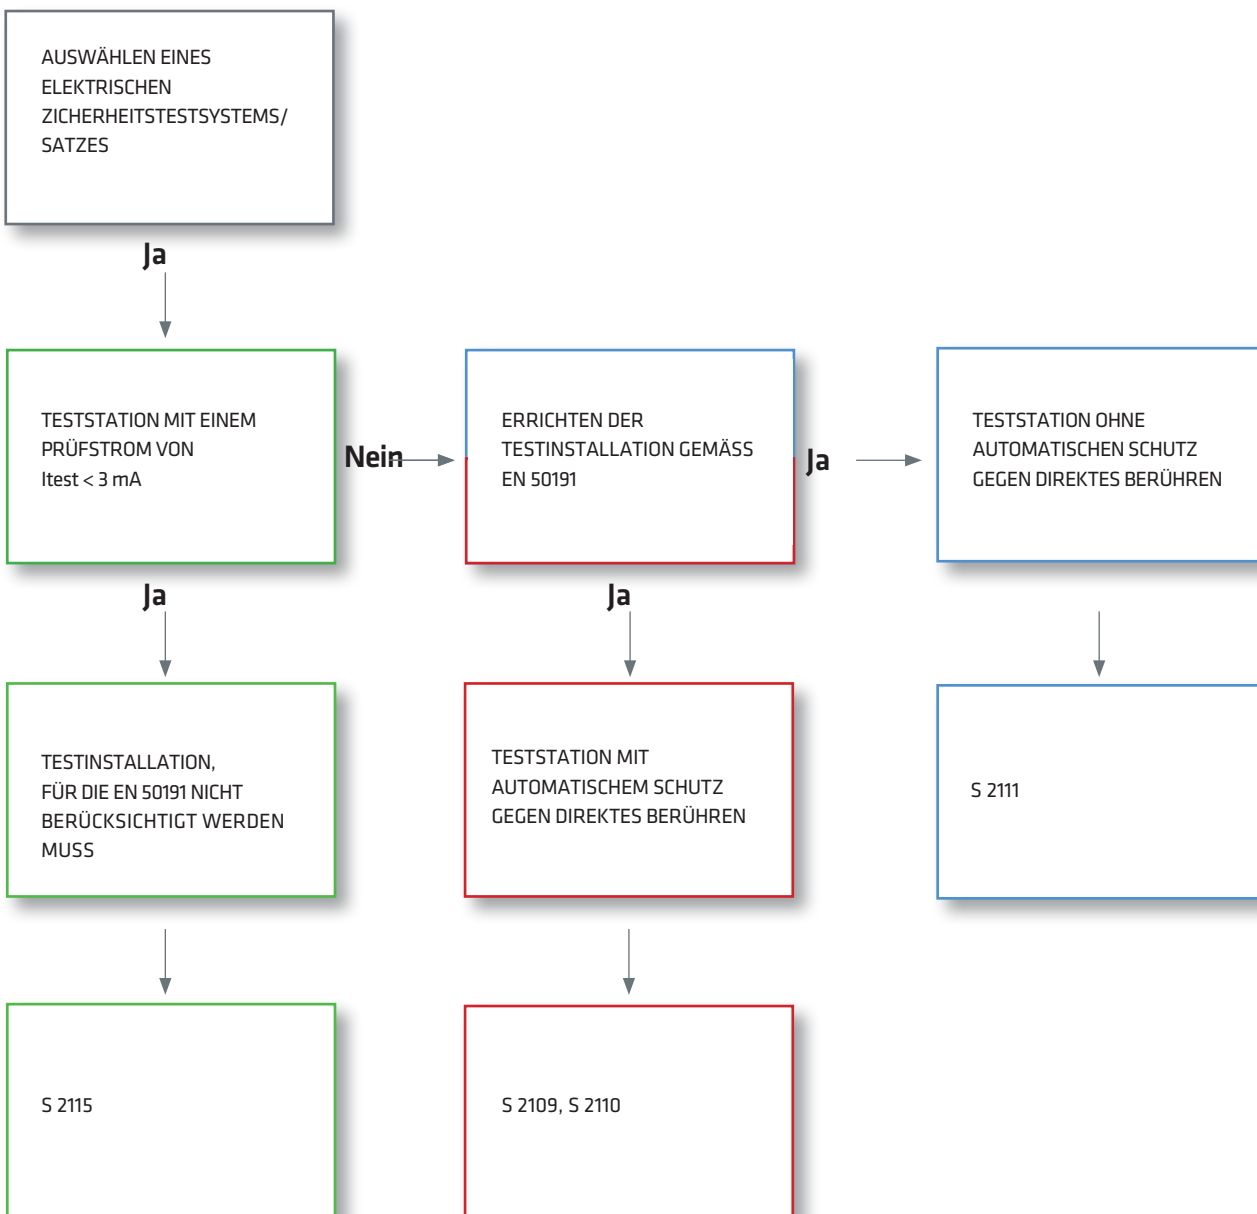 AUSWÄHLEN EINES
ELEKTRISCHEN
ZICHERHEITSTESTSYSTEMS/
SATZES
Ja
TESTSTATION MIT EINEM
PRÜFSTROM VON
Itest < 3 mA
Nein
ERRICHTEN DER
TESTINSTALLATION GEMÄSS
EN 50191
Ja
TESTSTATION OHNE
AUTOMATISCHEN SCHUTZ
GEGEN DIREKTES BERÜHREN
Ja
Ja
TESTINSTALLATION,
FÜR DIE EN 50191 NICHT
BERÜCKSICHTIGT WERDEN
MUSS
TESTSTATION MIT
AUTOMATISCHEM SCHUTZ
GEGEN DIREKTES BERÜHREN
S 2111
S 2115
S 2109, S 2110